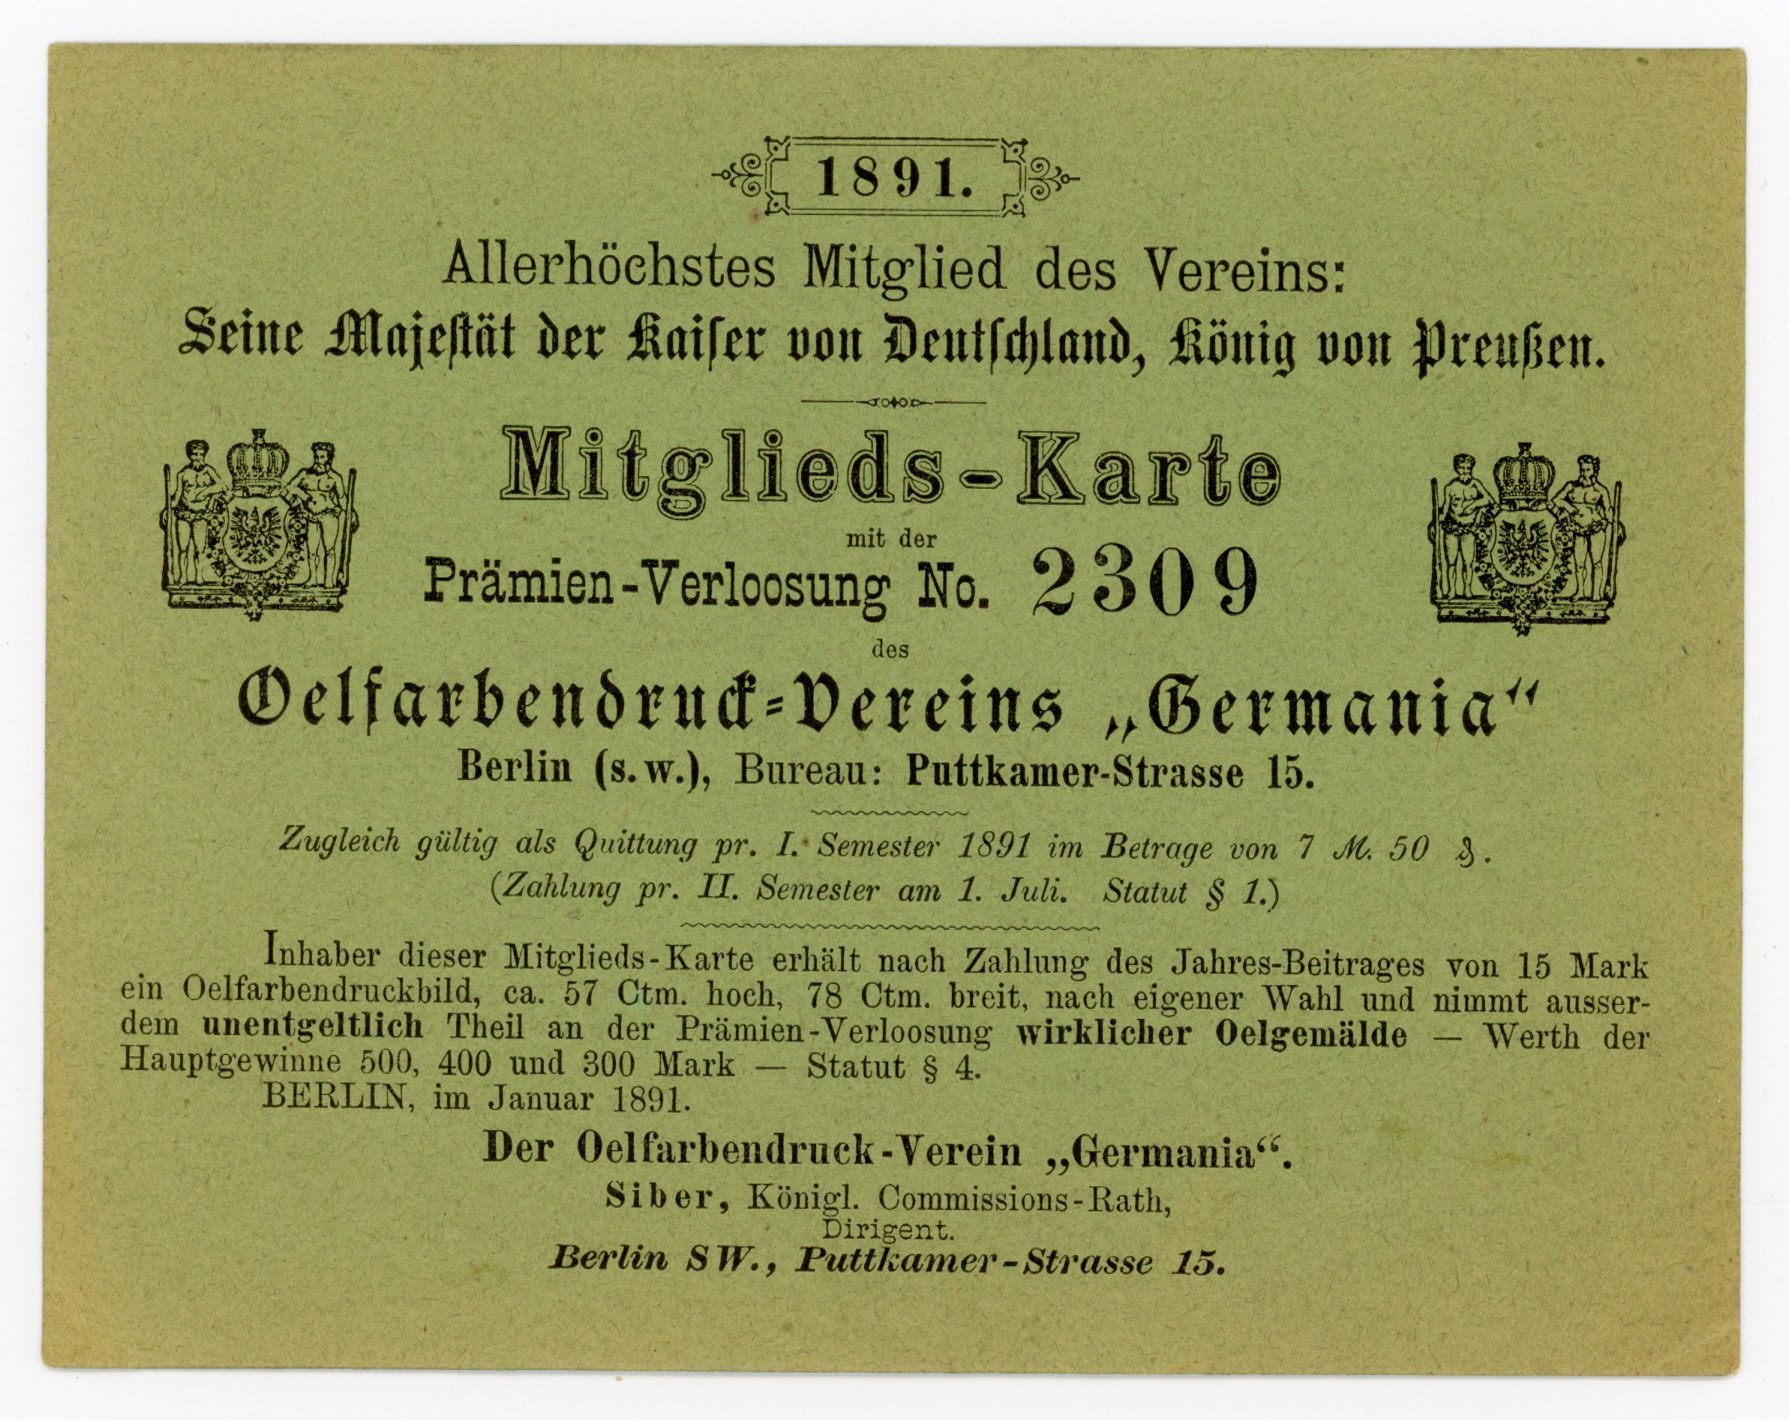 1891.
Allerhöchstes Mitglied des Vereins:
Seine Majestät der Kaiser von Deutschland, König von Preußen.
Mitglieds-Karte
mit der
Prämien-Verloosung No. 2309
des
Oelfarbendruck-Vereins „Germania“
Berlin (s. w.), Bureau: Puttkamer-Strasse 15.
Zugleich gültig als Quittung pr. I. Semester 1891 im Betrage von 7 ℳ. 50 ₰.
(Zahlung pr. II. Semester am 1. Juli. Statut § 1.)
Inhaber dieser Mitglieds-Karte erhält nach Zahlung des Jahres-Beitrages von 15 Mark
ein Oelfarbendruckbild, ca. 57 Ctm. hoch, 78 Ctm. breit, nach eigener Wahl und nimmt ausser-
dem unentgeltlich Theil an der Prämien-Verloosung wirklicher Oelgemälde — Werth der
Hauptgewinne 500, 400 und 300 Mark — Statut § 4.
BERLIN, im Januar 1891.
Der Oelfarbendruck-Verein „Germania“.
Siber, Königl. Commissions-Rath,
Dirigent.
Berlin SW., Puttkamer-Strasse 15.